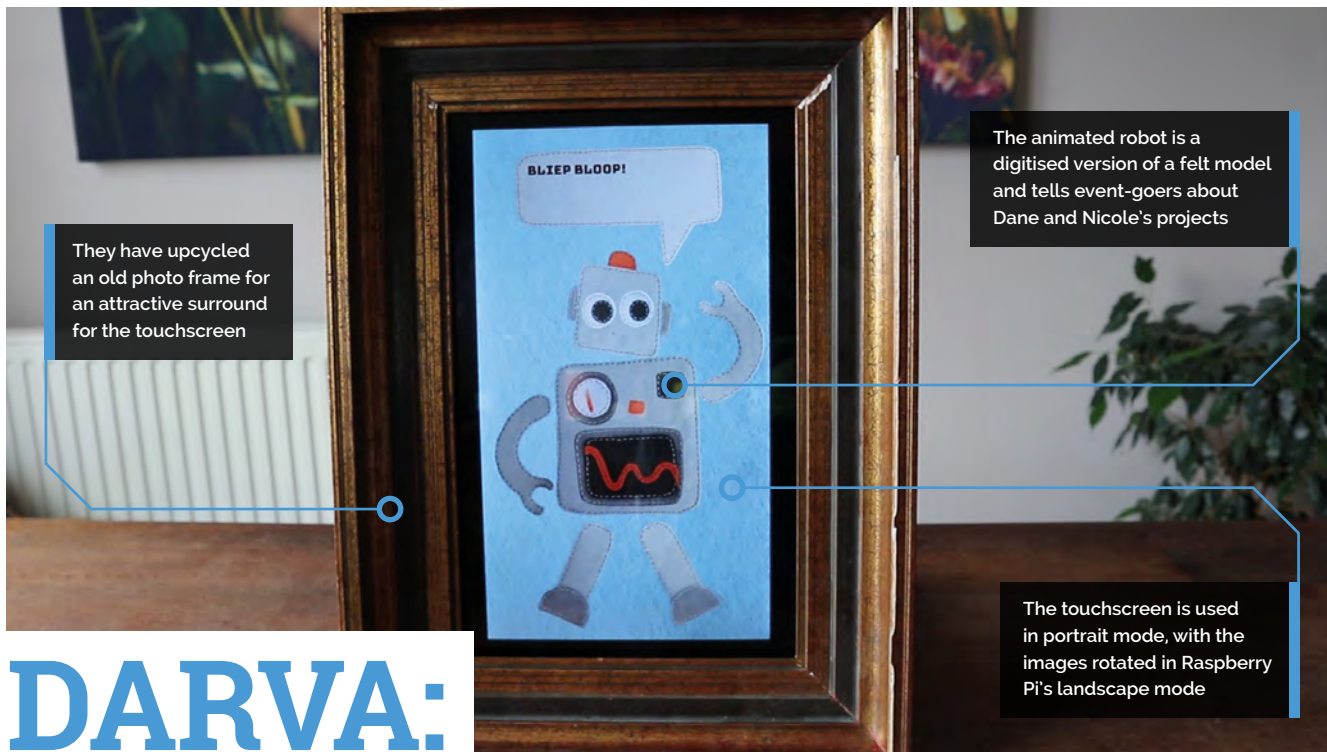 BLIEP BLOOP!
The animated robot is a
digitised version of a felt model
and tells event-goers about
Dane and Nicole's projects
They have upcycled
an old photo frame for
an attractive surround
for the touchscreen
The touchscreen is used
in portrait mode, with the
images rotated in Raspberry
Pi's landscape mode
DARVA: